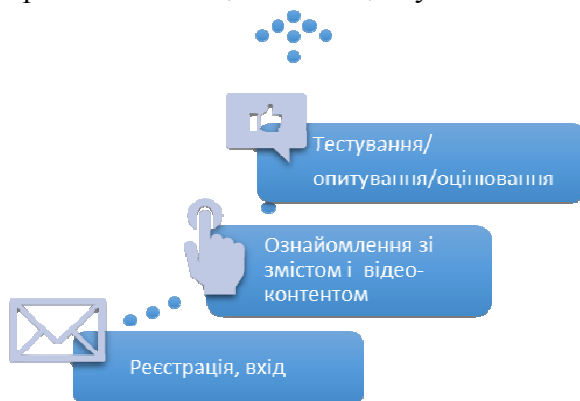 Тестування/
опитування/оцінювання
Ознайомлення зі
змістом і відео-
контентом
Реєстрація, вхід